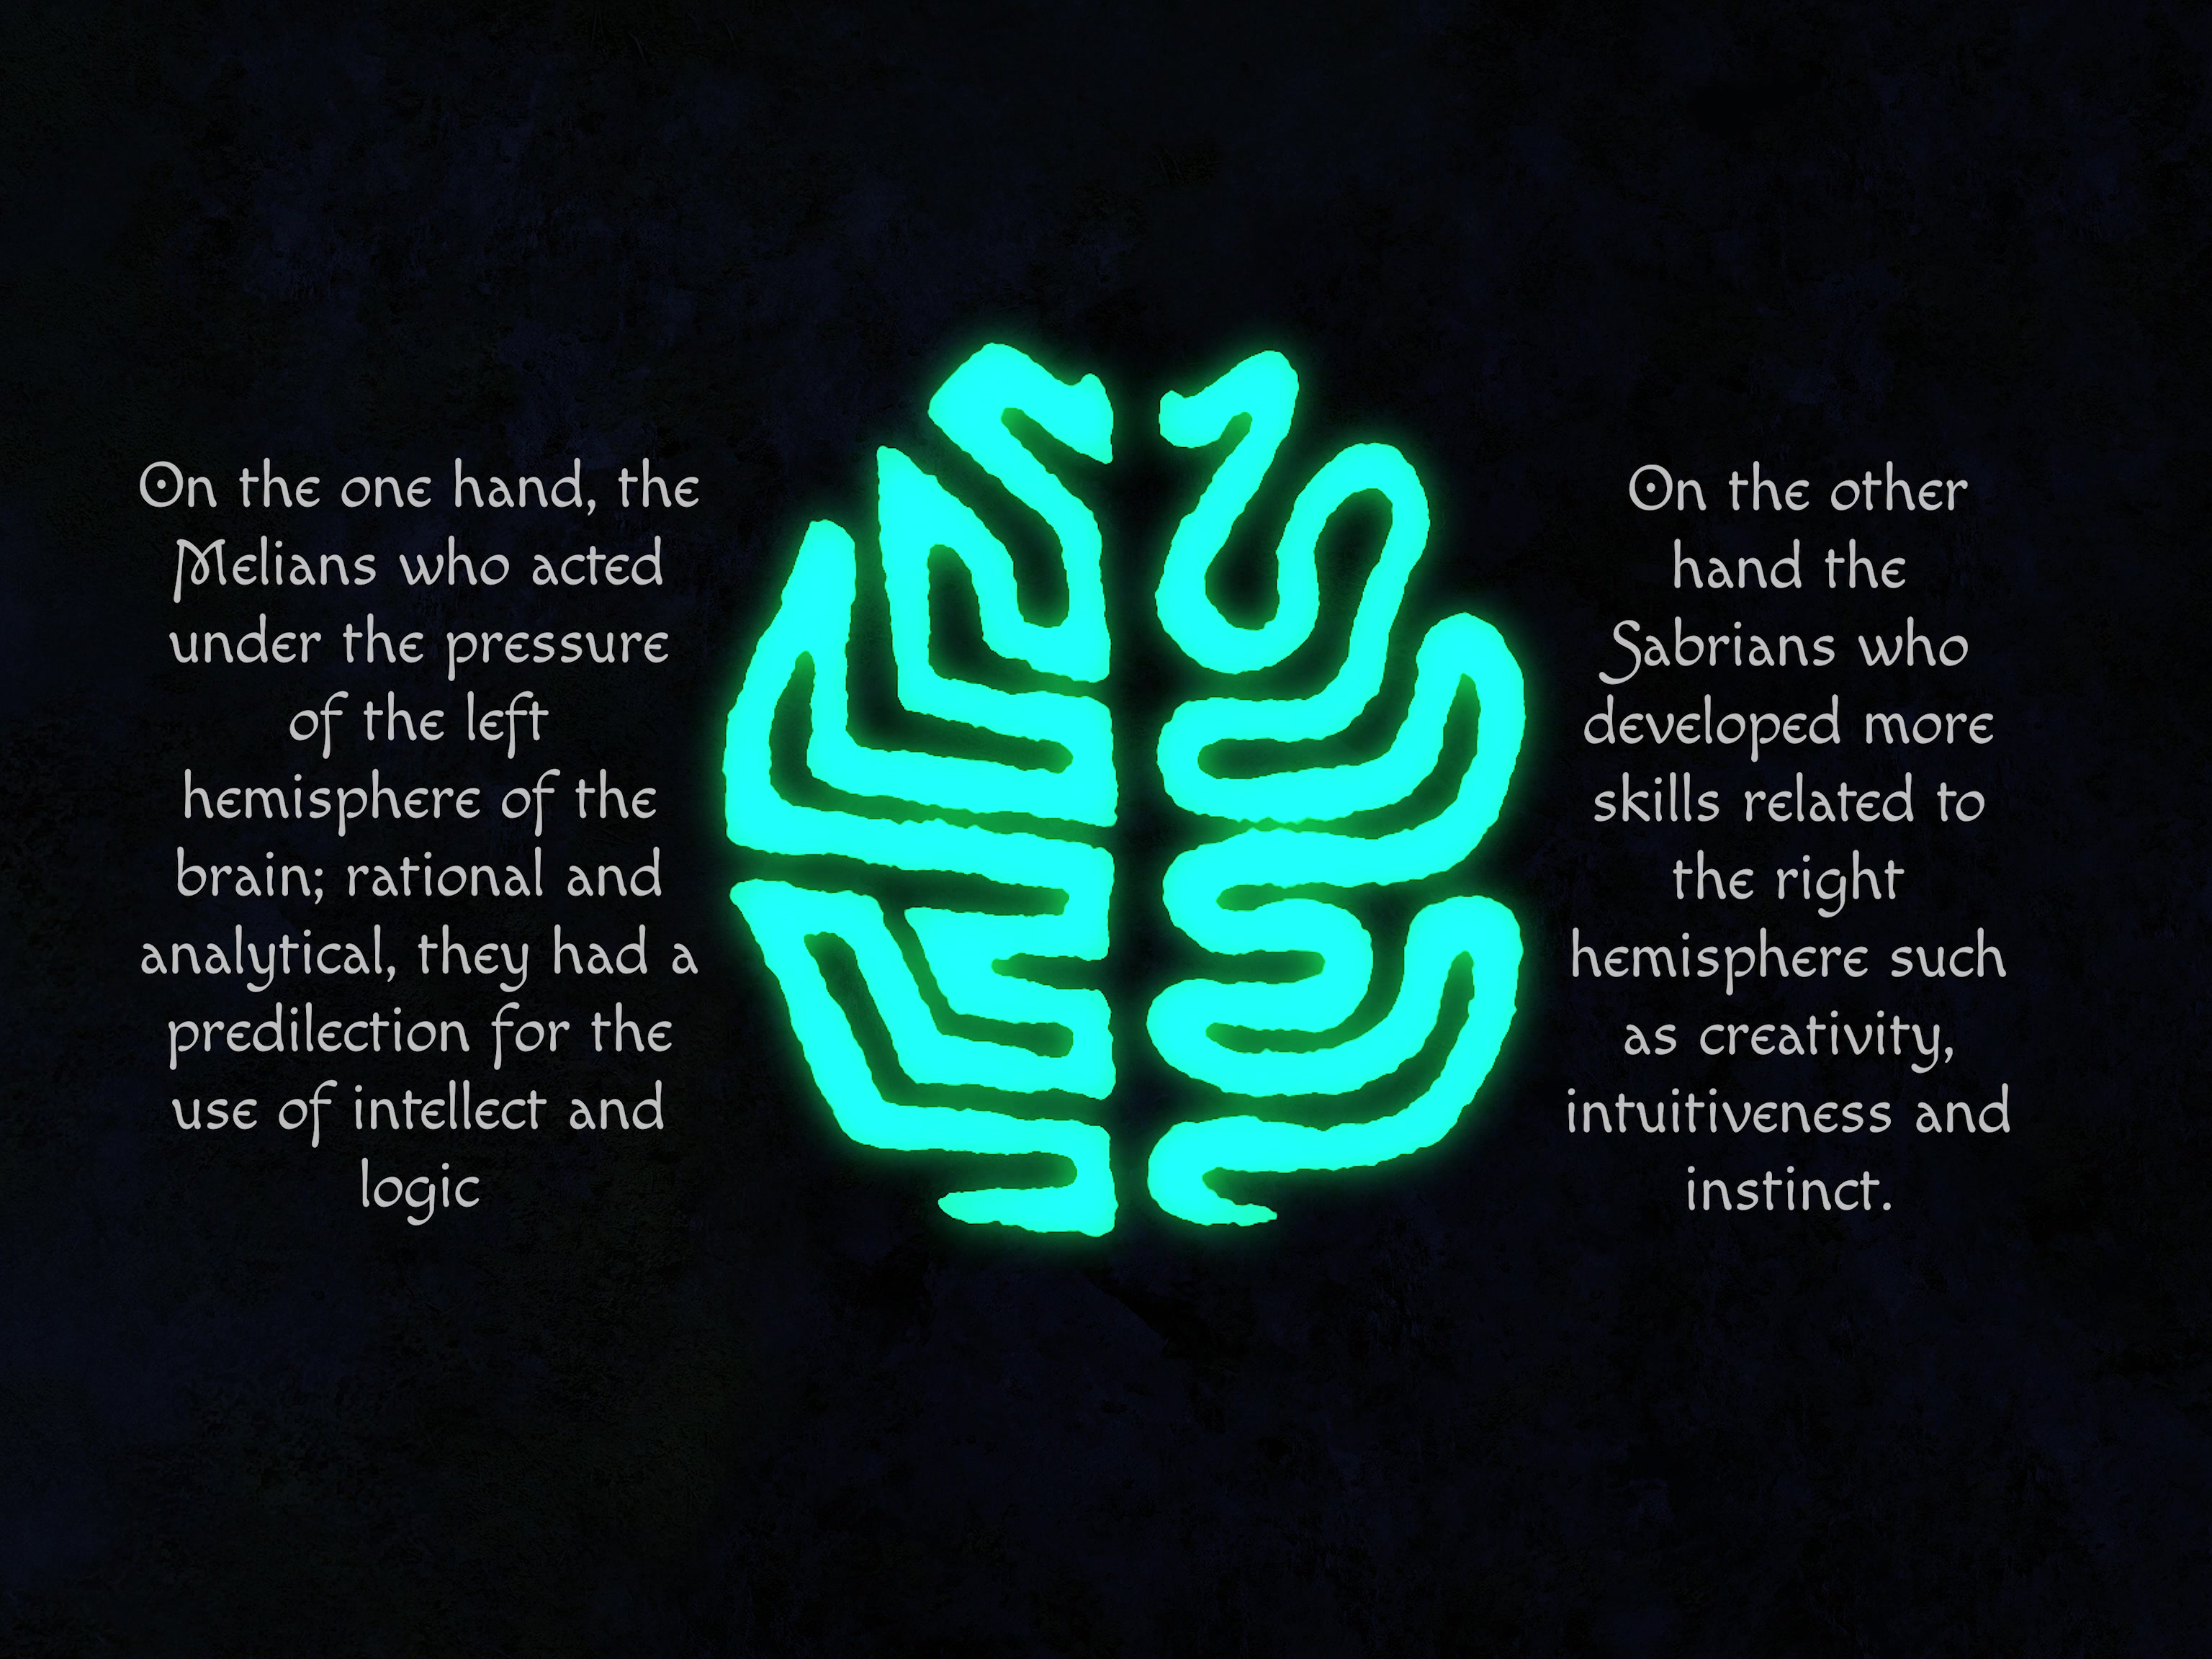 On the one hand, the
Melians who acted
under the pressure
of the left
hemisphere of the
brain; rational and
analytical, they had a
predilection for the
use of intellect and
logic
On the other
hand the
Sabrians who
developed more
skills related to
the right
hemisphere such
as creativity,
intuitiveness and
instinct.